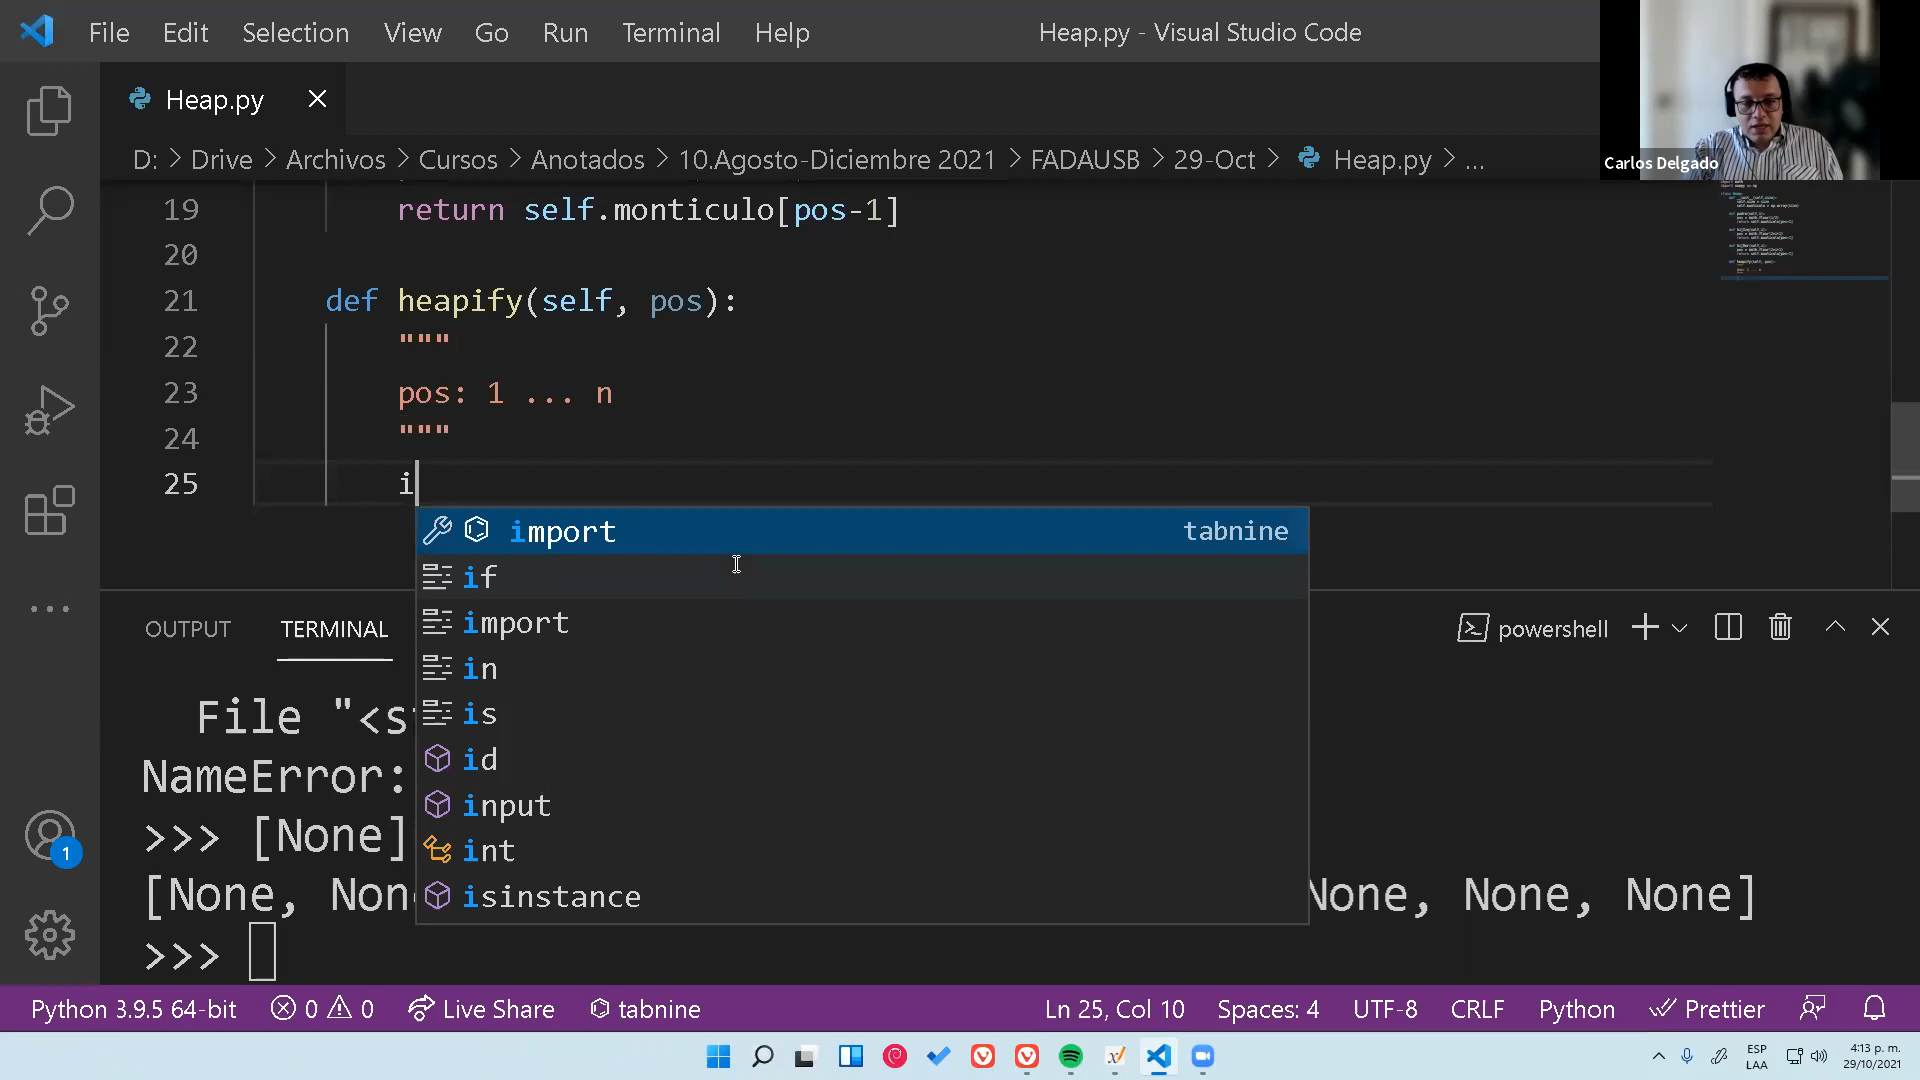 File Edit Selection View Go Run Terminal Help
Heap.py - Visual Studio Code
Heap.py
D: > Drive > Archivos > Cursos > Anotados > 10.Agosto-Diciembre 2021 > FADAUSB > 29-Oct > Heap.py > ...
Carlos Delgado
19 return self.monticulo[pos-1]
20
21 def heapify(self, pos):
22 """
23 pos: 1 ... n
24 """
25 i
import tabnine
if
import
in
is
id
input
int
isinstance
OUTPUT TERMINAL
powershell
File "<s
NameError:
>>> [None]
[None, Non None, None, None]
>>>
1
Python 3.9.5 64-bit 0 0 Live Share tabnine
Ln 25, Col 10 Spaces: 4 UTF-8 CRLF Python Prettier
ESP
LAA
4:13 p. m.
29/10/2021